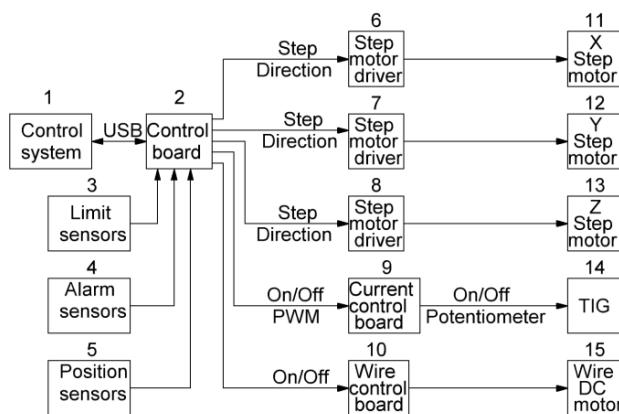 6
11
Step
Direction
Step
motor
driver
X
Step
motor
1
2
7
12
Control
system
USB
Control
board
Step
Direction
Step
motor
driver
Y
Step
motor
3
8
13
Limit
sensors
Step
Direction
Step
motor
driver
Z
Step
motor
4
9
14
Alarm
sensors
On/Off
PWM
Current
control
board
On/Off
Potentiometer
TIG
5
10
15
Position
sensors
On/Off
Wire
control
board
Wire
DC
motor